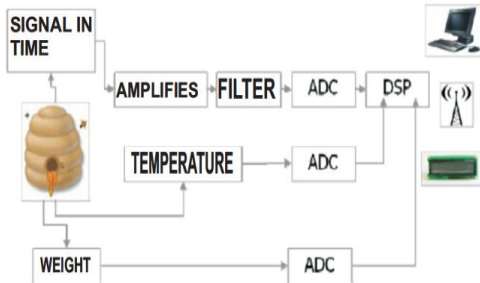 SIGNAL IN
TIME
AMPLIFIES
FILTER
ADC
DSP
TEMPERATURE
ADC
WEIGHT
ADC